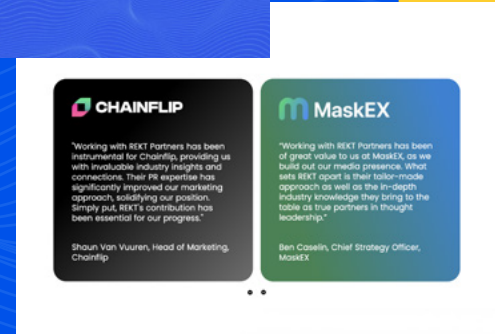 CHAINFLIP
"Working with REKT Partners has been
instrumental for Chainflip, providing us
with invaluable industry insights and
connections. Their PR expertise has
significantly improved our marketing
approach, solidifying our position.
Simply put, REKT's contribution has
been essential for our progress."
Shaun Van Vuuren, Head of Marketing,
Chainflip
MaskEX
"Working with REKT Partners has been
of great value to us at MaskEX, as we
build out our media presence. What
sets REKT apart is their tailor-made
approach as well as the in-depth
industry knowledge they bring to the
table as true partners in thought
leadership."
Ben Caselin, Chief Strategy Officer,
MaskEX